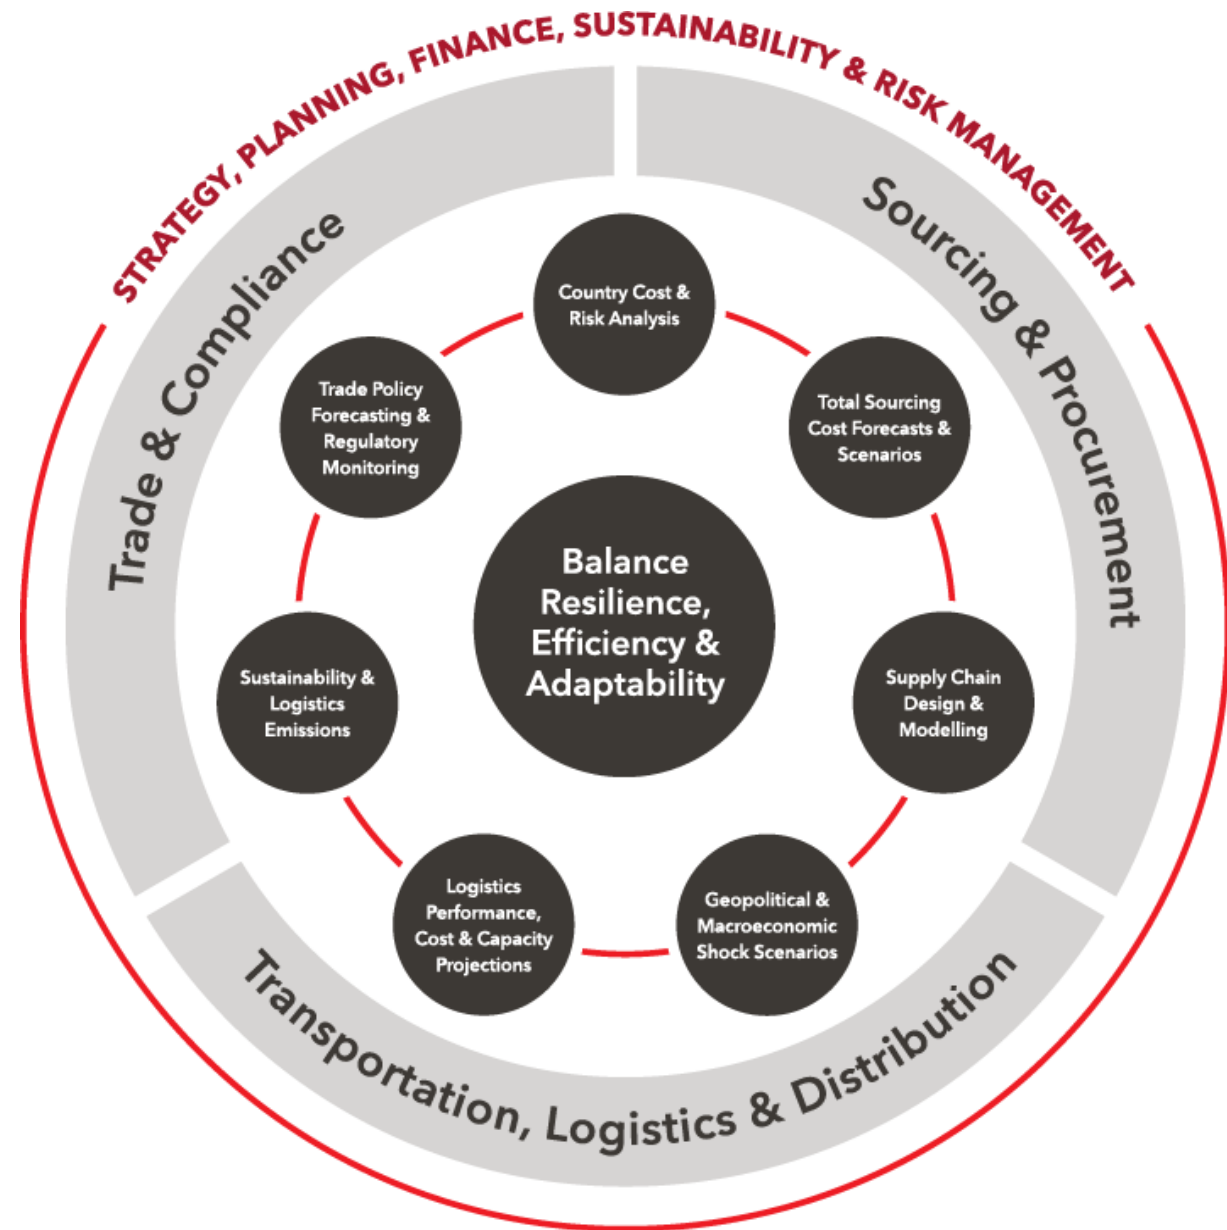 STRATEGY, PLANNING, FINANCE, SUSTAINABILITY & RISK MANAGEMENT
Trade & Compliance
Sourcing & Procurement
Country Cost &
Risk Analysis
Trade Policy
Forecasting &
Regulatory
Monitoring
Total Sourcing
Cost Forecasts &
Scenarios
Balance
Resilience,
Efficiency &
Adaptability
Sustainability &
Logistics
Emissions
Supply Chain
Design &
Modelling
Logistics
Performance,
Cost & Capacity
Projections
Geopolitical &
Macroeconomic
Shock Scenarios
Transportation, Logistics & Distribution